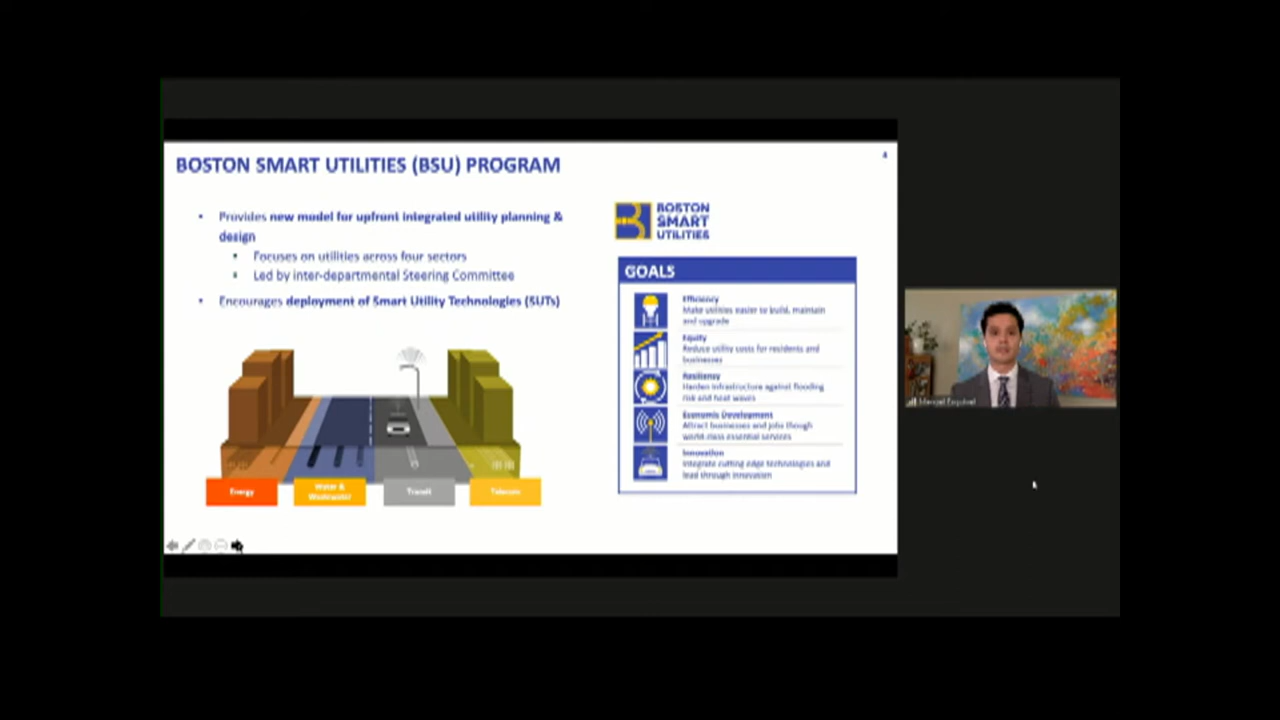 BOSTON SMART UTILITIES (BSU) PROGRAM
4
• Provides new model for upfront integrated utility planning &
design
• Focuses on utilities across four sectors
• Led by inter-departmental Steering Committee
• Encourages deployment of Smart Utility Technologies (SUTs)
Energy
Water &
Wastewater
Transit
Telecom
BOSTON
SMART
UTILITIES
GOALS
Efficiency
Make utilities easier to build, maintain
and upgrade
Equity
Reduce utility costs for residents and
businesses
Resiliency
Harden infrastructure against flooding
risk and heat waves
Economic Development
Attract businesses and jobs though
world-class essential services
Innovation
Integrate cutting edge technologies and
lead through innovation
Manuel Esquivel